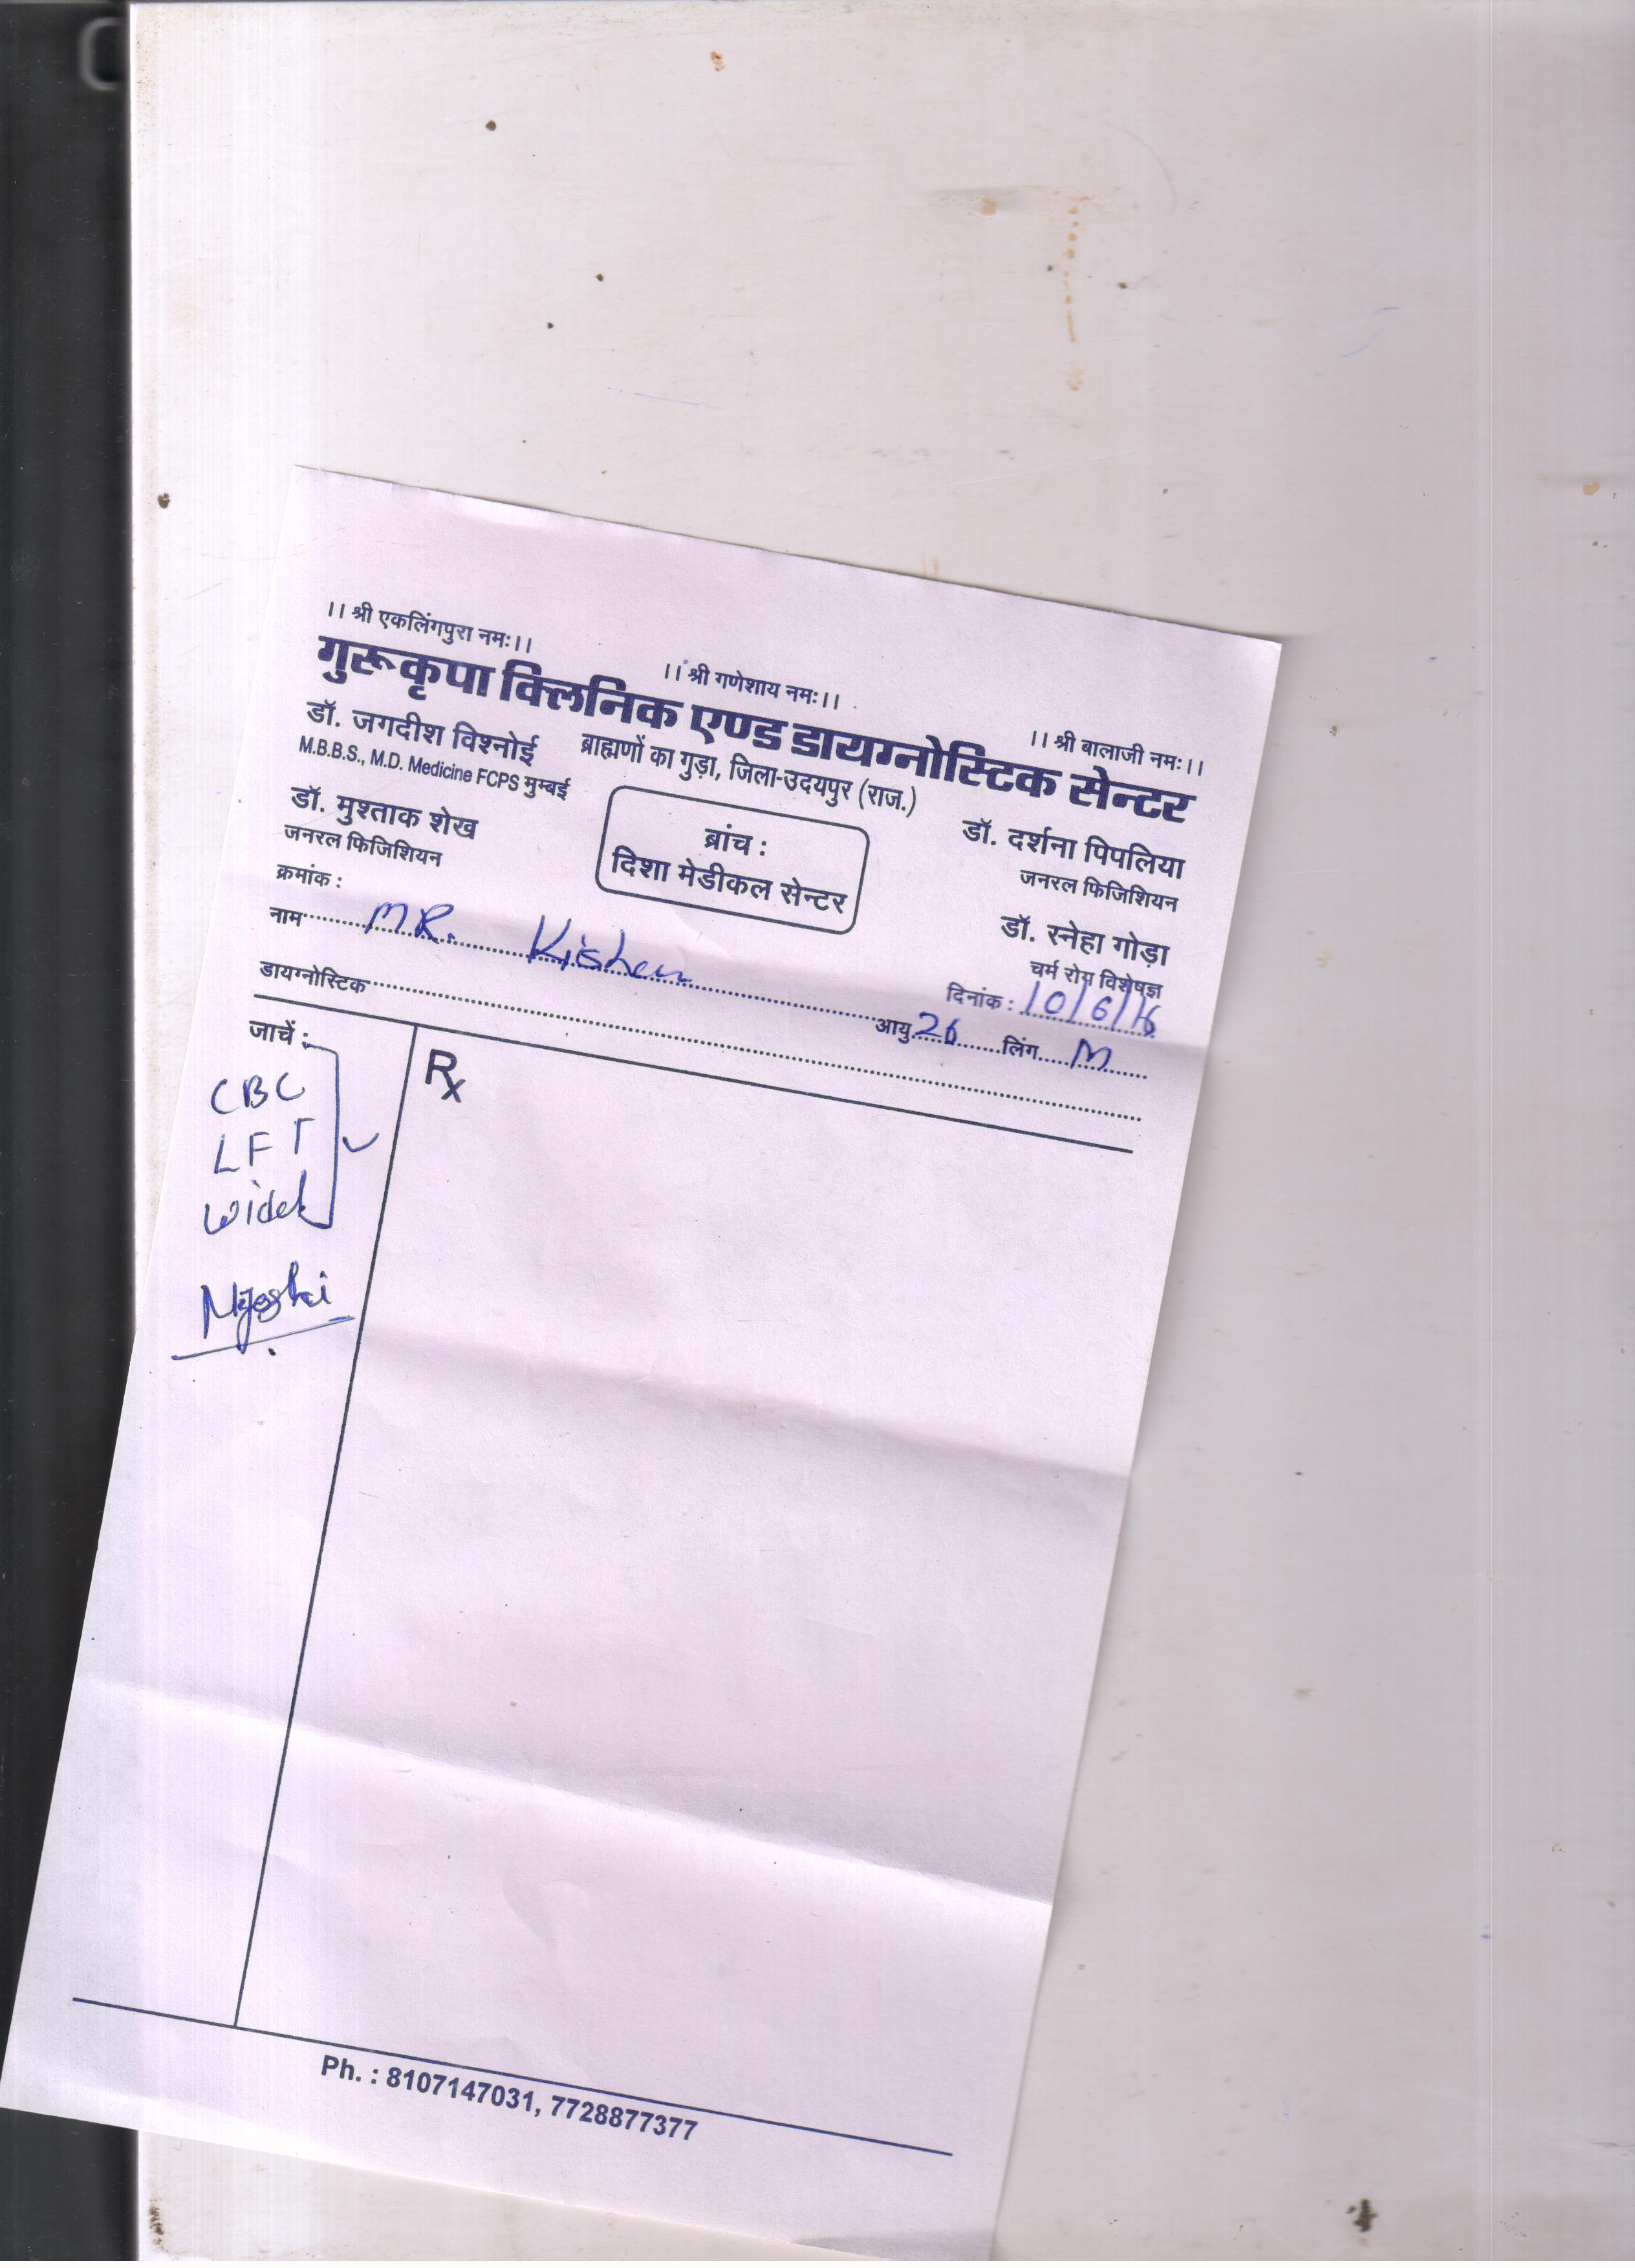 ।। श्री एकलिंगपुरा नमः।।
।। श्री गणेशाय नमः।।
।। श्री बालाजी नमः।।
गुरूकृपा क्लिनिक एण्ड डायग्नोस्टिक सेन्टर
ब्राह्मणों का गुड़ा, जिला-उदयपुर (राज.)
डॉ. जगदीश विश्नोई
M.B.B.S., M.D. Medicine FCPS मुम्बई
डॉ. मुश्ताक शेख
जनरल फिजिशियन
ब्रांच :
दिशा मेडीकल सेन्टर
डॉ. दर्शना पिपलिया
जनरल फिजिशियन
डॉ. स्नेहा गोड़ा
चर्म रोग विशेषज्ञ
क्रमांक :
दिनांक : 10/6/16
नाम MR. Kishen आयु 26 लिंग M
डायग्नोस्टिक
जाचें :
Rx
CBC
LFT
Widal
Ph. : 8107147031, 7728877377